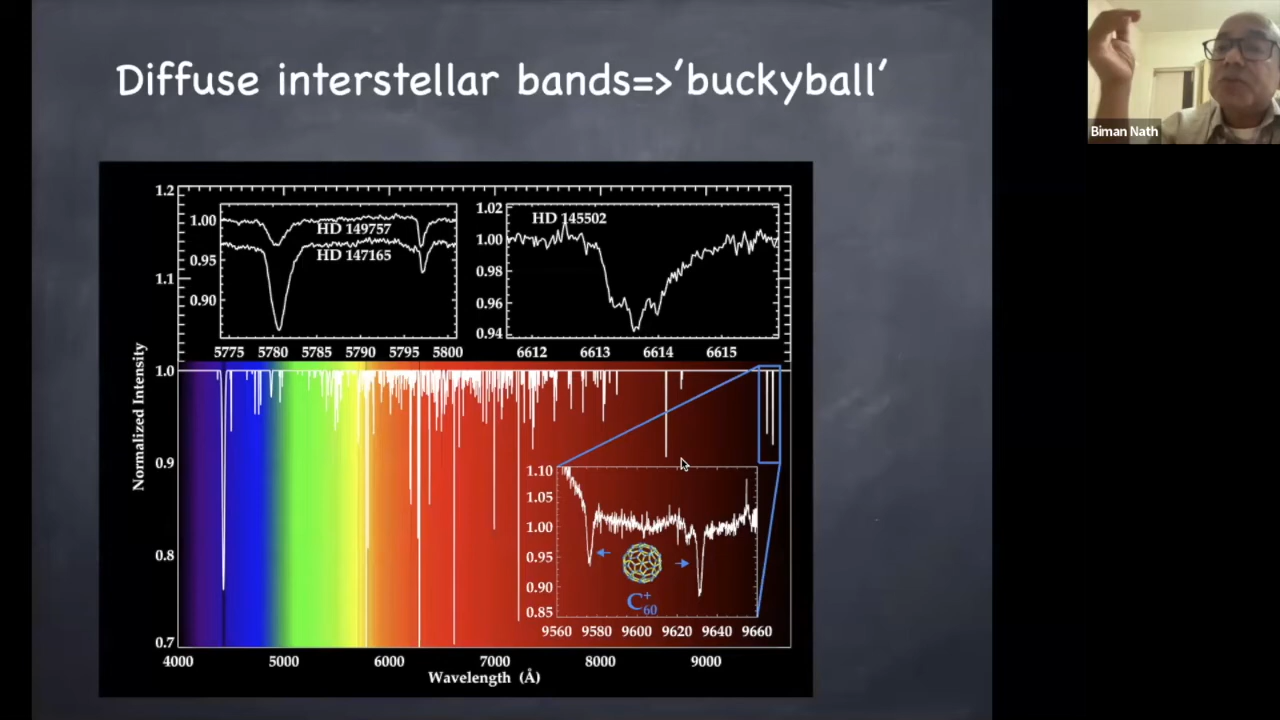 Diffuse interstellar bands=>'buckyball'
Biman Nath
1.2
1.1
1.0
0.9
0.8
0.7
Normalized Intensity
1.00
0.95
0.90
HD 149757
HD 147165
5775 5780 5785 5790 5795 5800
1.02
1.00
0.98
0.96
0.94
HD 145502
6612 6613 6614 6615
1.10
1.05
1.00
0.95
0.90
0.85
C60+
9560 9580 9600 9620 9640 9660
4000 5000 6000 7000 8000 9000
Wavelength (Å)